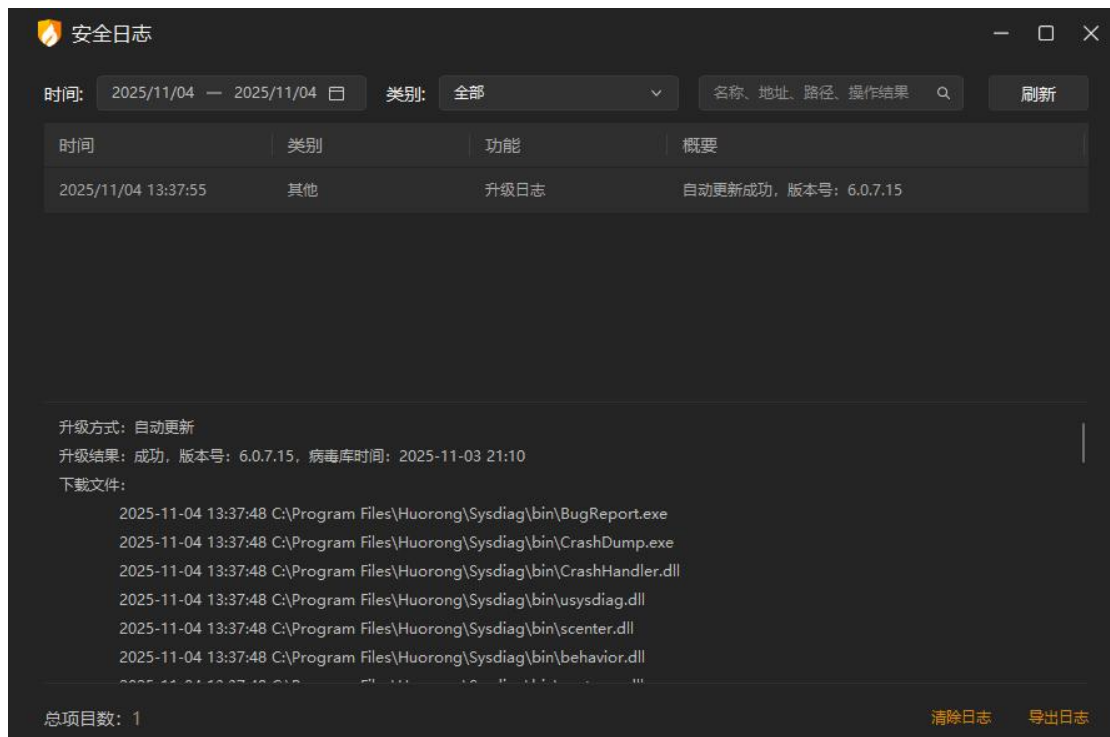 安全日志
时间: 2025/11/04 — 2025/11/04 类别: 全部 名称、地址、路径、操作结果 刷新
时间 类别 功能 概要
2025/11/04 13:37:55 其他 升级日志 自动更新成功，版本号：6.0.7.15
升级方式：自动更新
升级结果：成功，版本号：6.0.7.15，病毒库时间：2025-11-03 21:10
下载文件：
2025-11-04 13:37:48 C:\Program Files\Huorong\Sysdiag\bin\BugReport.exe
2025-11-04 13:37:48 C:\Program Files\Huorong\Sysdiag\bin\CrashDump.exe
2025-11-04 13:37:48 C:\Program Files\Huorong\Sysdiag\bin\CrashHandler.dll
2025-11-04 13:37:48 C:\Program Files\Huorong\Sysdiag\bin\usysdiag.dll
2025-11-04 13:37:48 C:\Program Files\Huorong\Sysdiag\bin\scenter.dll
2025-11-04 13:37:48 C:\Program Files\Huorong\Sysdiag\bin\behavior.dll
总项目数：1 清除日志 导出日志